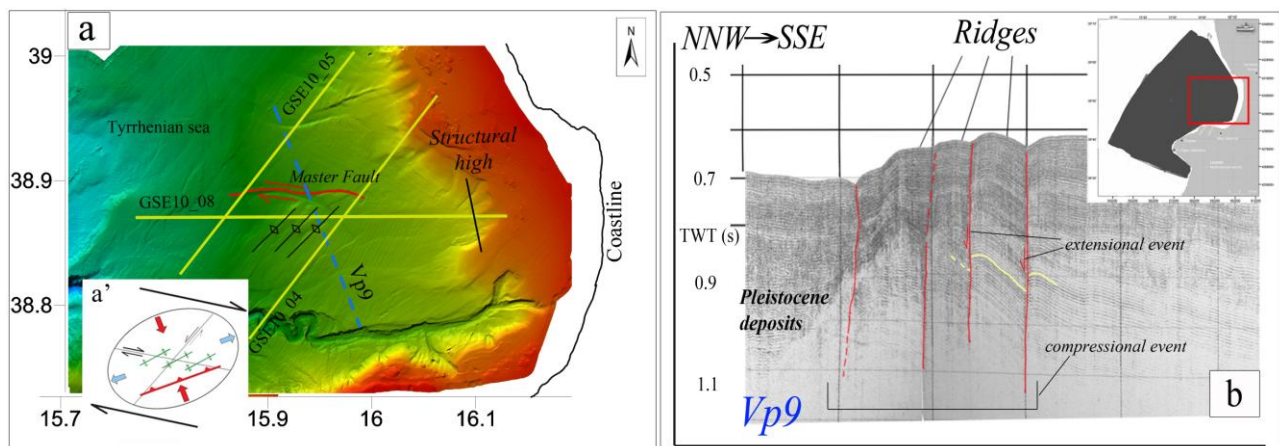 a
N
39
38.9
38.8
15.7
15.9
16
16.1
Tyrrhenian sea
GSE10_05
Structural
high
Master Fault
GSE10_08
Coastline
Vp9
GSE10_04
a'
NNW→SSE
Ridges
0.5
0.7
TWT (s)
0.9
1.1
extensional event
Pleistocene
deposits
compressional event
Vp9
b